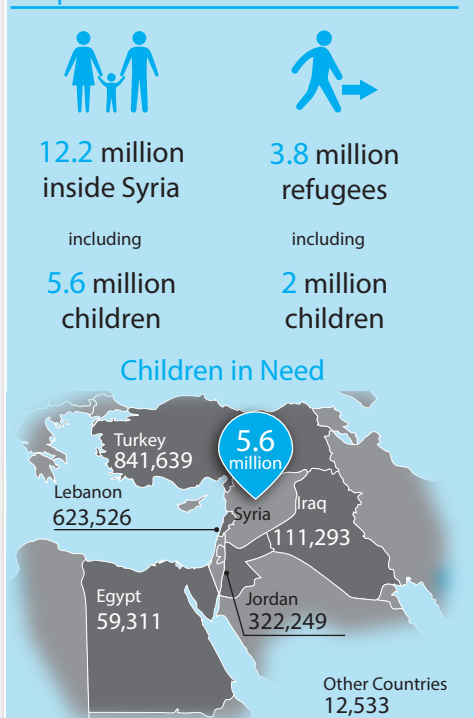 12.2 million
inside Syria
including
5.6 million
children
3.8 million
refugees
including
2 million
children
Children in Need
Turkey
841,639
5.6
million
Lebanon
623,526
Syria
Iraq
111,293
Egypt
59,311
Jordan
322,249
Other Countries
12,533